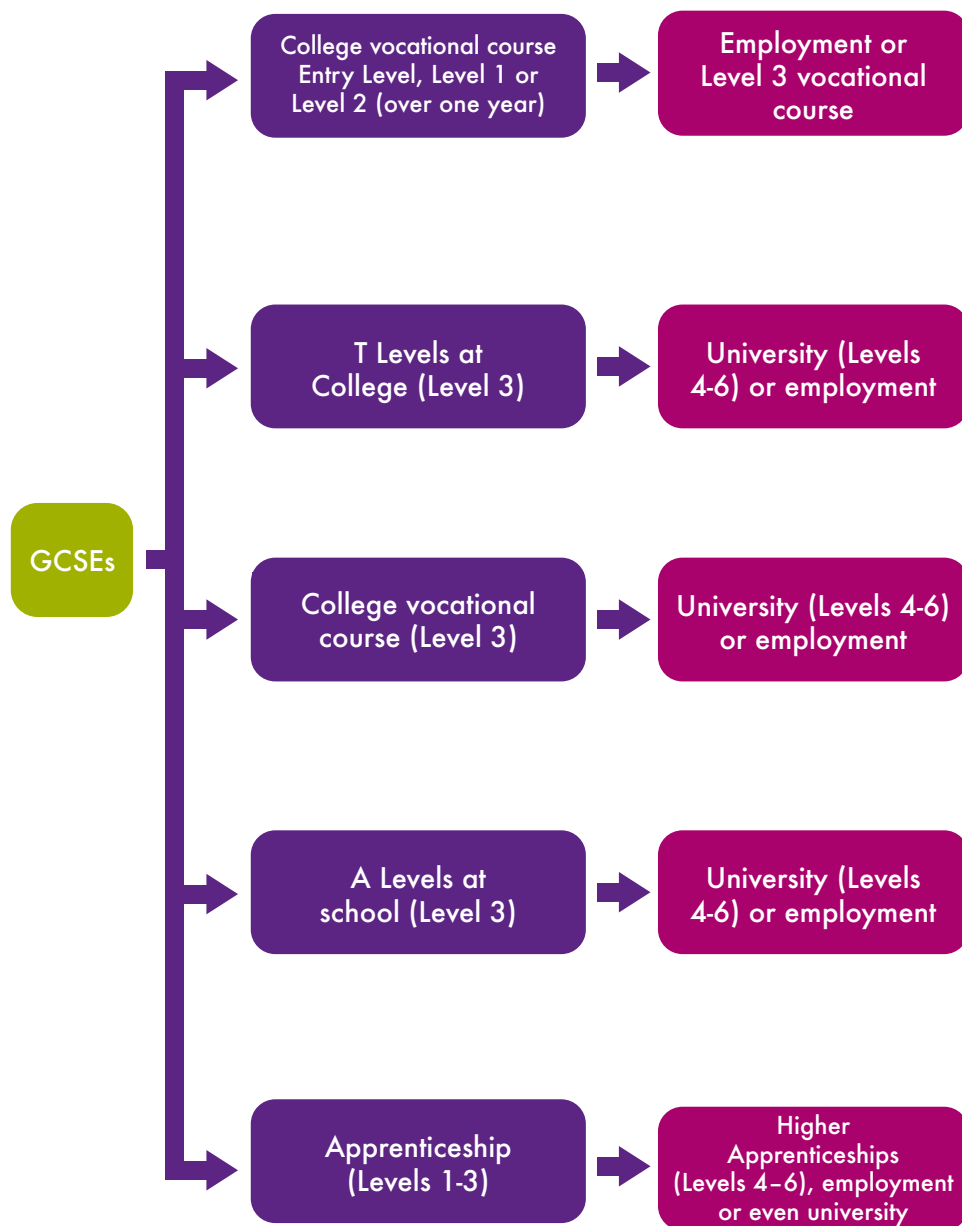 College vocational course
Entry Level, Level 1 or
Level 2 (over one year)
Employment or
Level 3 vocational
course
T Levels at
College (Level 3)
University (Levels
4-6) or employment
GCSEs
College vocational
course (Level 3)
University (Levels 4-6)
or employment
A Levels at
school (Level 3)
University (Levels
4-6) or employment
Apprenticeship
(Levels 1-3)
Higher
Apprenticeships
(Levels 4–6), employment
or even university